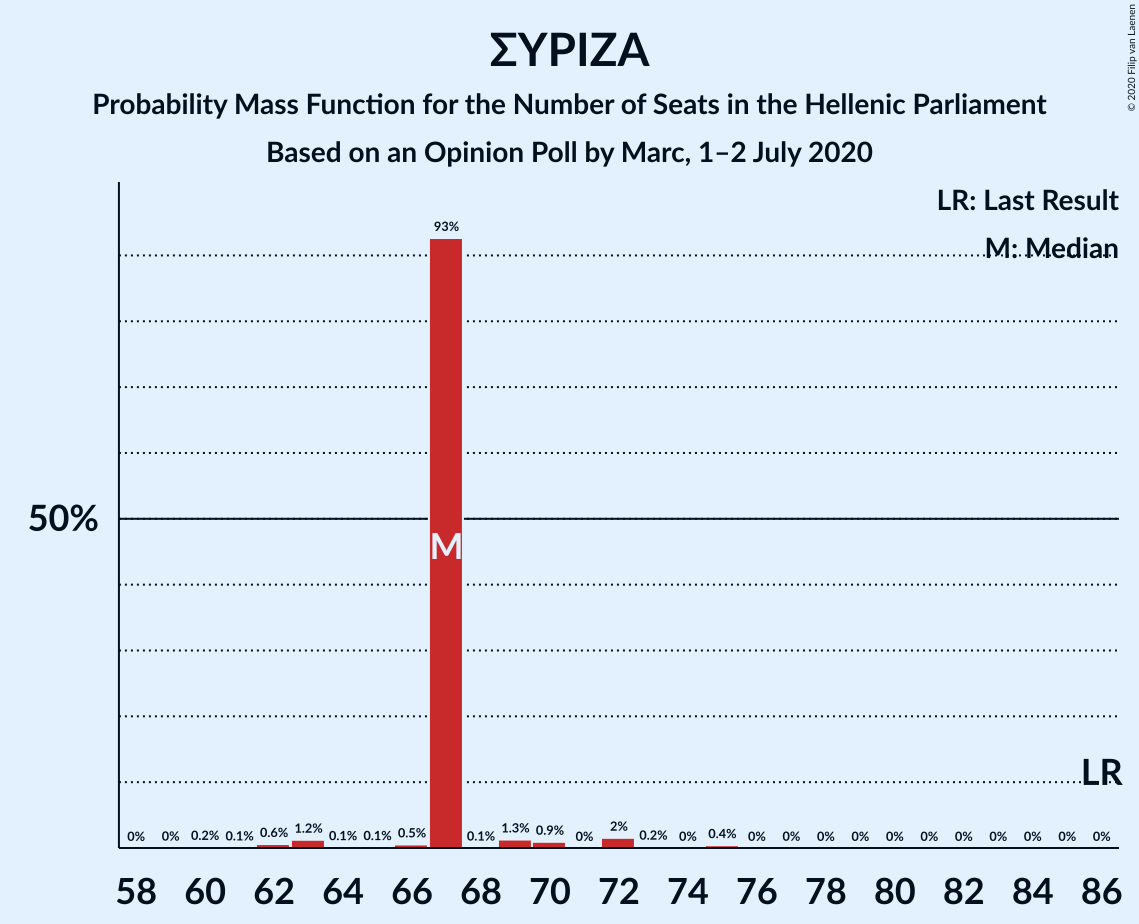 ΣΥΡΙΖΑ
Probability Mass Function for the Number of Seats in the Hellenic Parliament
Based on an Opinion Poll by Marc, 1–2 July 2020
© 2020 Filip van Laenen
LR: Last Result
M: Median
93%
50%
M
LR
0% 0% 0.2% 0.1% 0.6% 1.2% 0.1% 0.1% 0.5% 0.1% 1.3% 0.9% 0% 2% 0.2% 0% 0.4% 0% 0% 0% 0% 0% 0% 0% 0% 0% 0% 0%
58 60 62 64 66 68 70 72 74 76 78 80 82 84 86